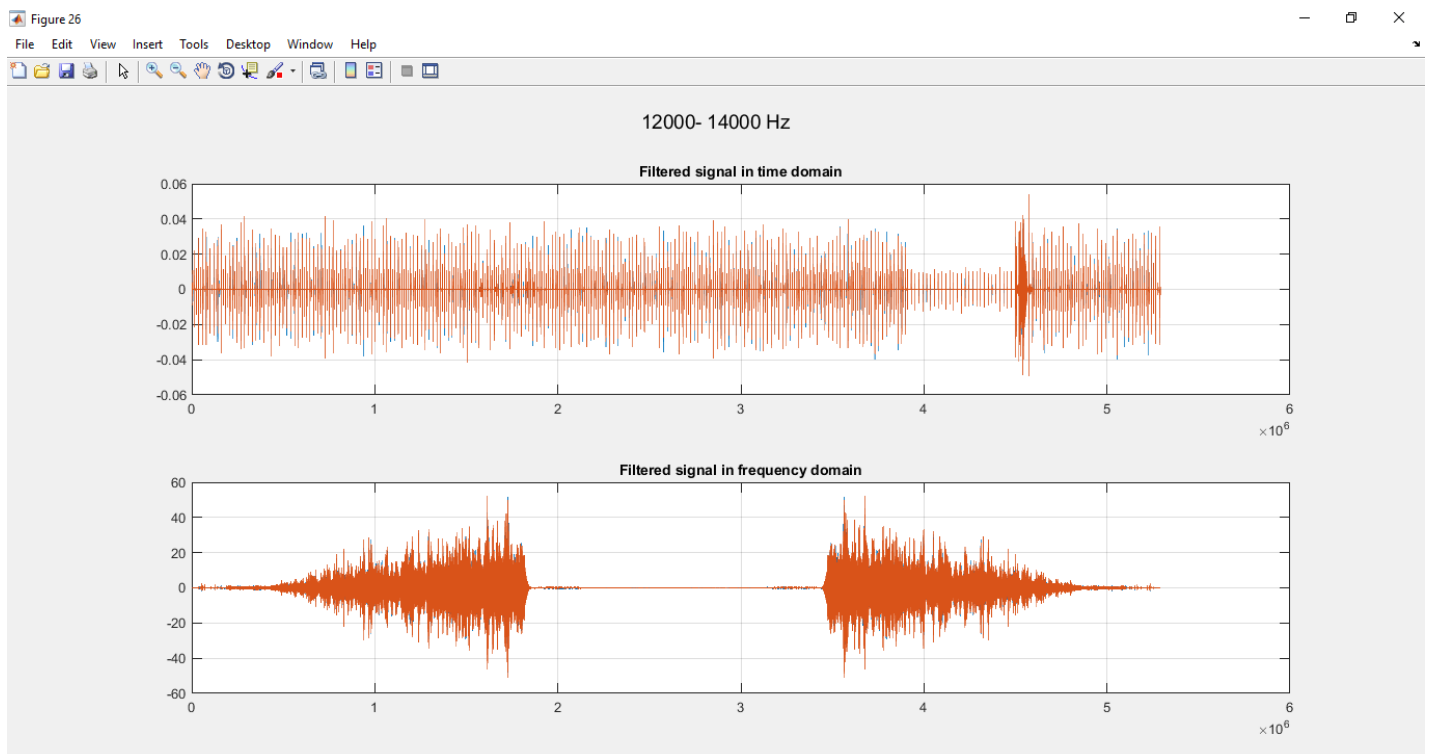 Figure 26
File Edit View Insert Tools Desktop Window Help
12000- 14000 Hz
Filtered signal in time domain
0.06
0.04
0.02
0
-0.02
-0.04
-0.06
0 1 2 3 4 5 6
×10^6
Filtered signal in frequency domain
60
40
20
0
-20
-40
-60
0 1 2 3 4 5 6
×10^6